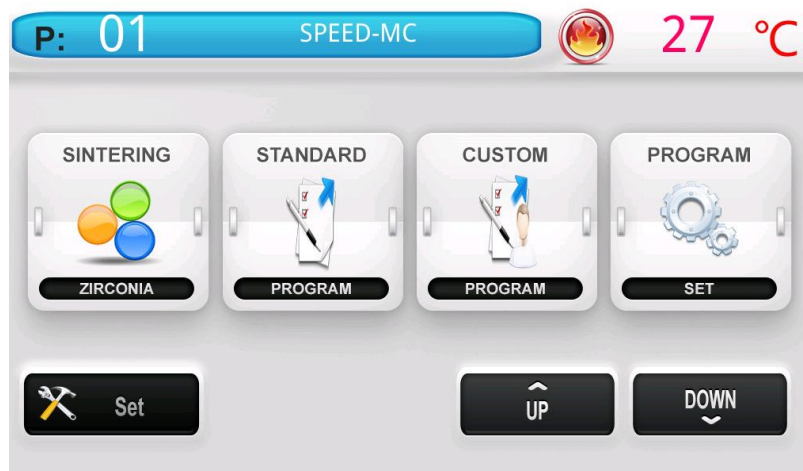 P: 01 SPEED-MC 27 °C
SINTERING STANDARD CUSTOM PROGRAM
ZIRCONIA PROGRAM PROGRAM SET
Set UP DOWN